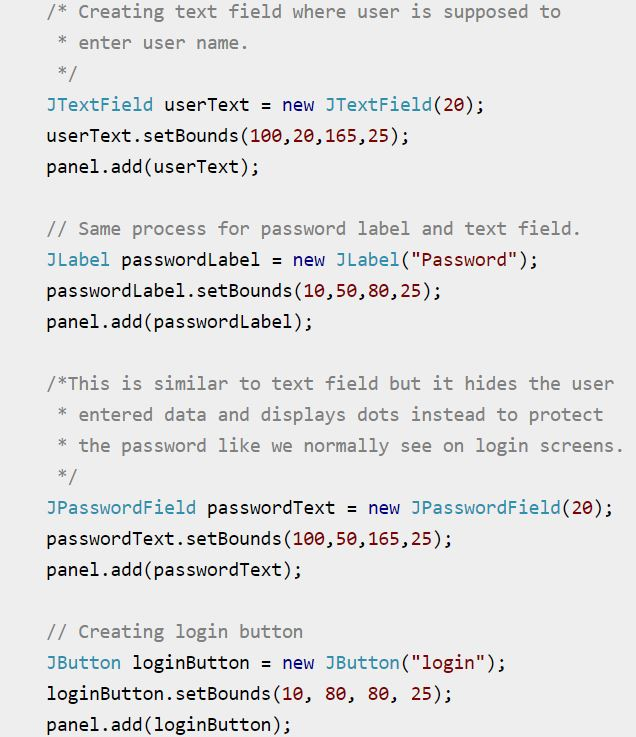 /* Creating text field where user is supposed to
 * enter user name.
 */
JTextField userText = new JTextField(20);
userText.setBounds(100,20,165,25);
panel.add(userText);

// Same process for password label and text field.
JLabel passwordLabel = new JLabel("Password");
passwordLabel.setBounds(10,50,80,25);
panel.add(passwordLabel);

/*This is similar to text field but it hides the user
 * entered data and displays dots instead to protect
 * the password like we normally see on login screens.
 */
JPasswordField passwordText = new JPasswordField(20);
passwordText.setBounds(100,50,165,25);
panel.add(passwordText);

// Creating login button
JButton loginButton = new JButton("login");
loginButton.setBounds(10, 80, 80, 25);
panel.add(loginButton);